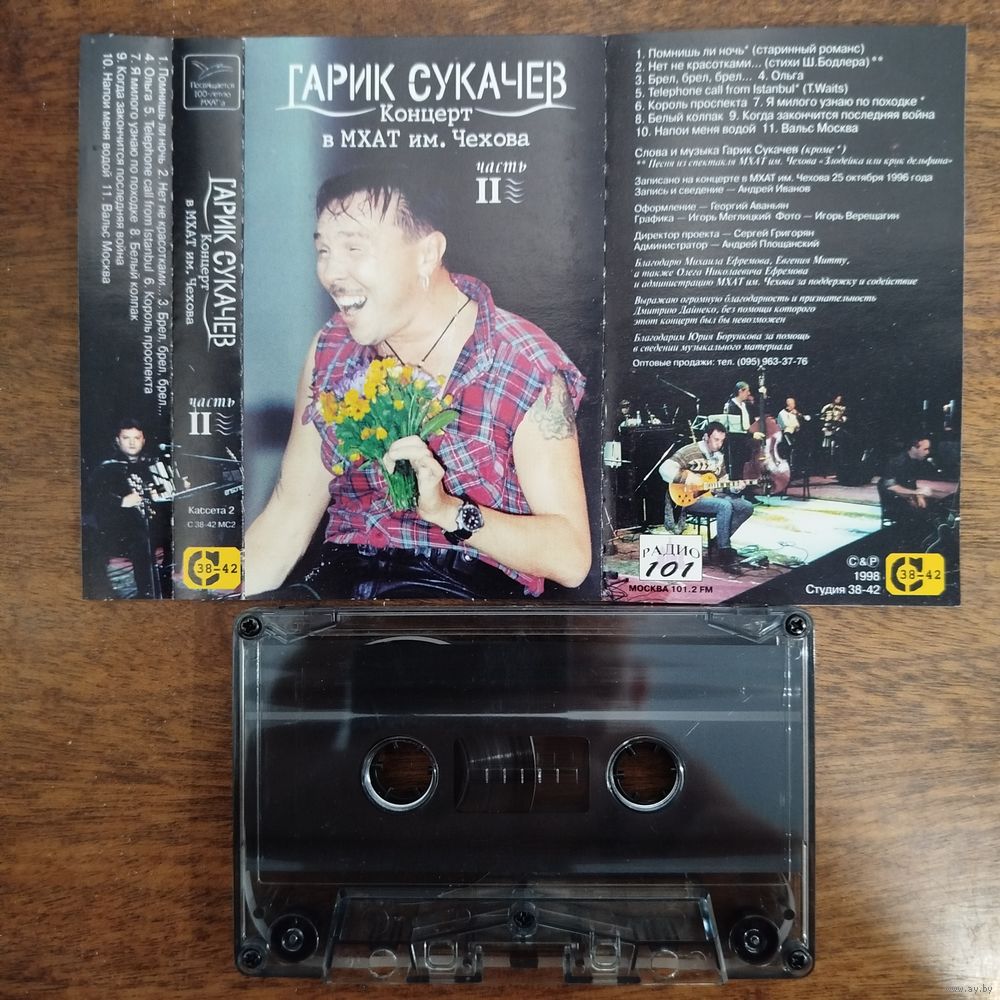 1. Помнишь ли ночь 2. Нет не красотками... 3. Брел, брел, брел...
4. Ольга 5. Telephone call from Istanbul 6. Король проспекта
7. Я милого узнаю по походке 8. Белый колпак
9. Когда закончится последняя война
10. Напои меня водой 11. Вальс Москва
Посвящается
100-летию
МХАТ'а
ГАРИК СУКАЧЕВ
Концерт
в МХАТ им. Чехова
часть
II
Кассета 2
С 38-42 МС2
С 38-42
ГАРИК СУКАЧЕВ
Концерт
в МХАТ им. Чехова
часть
II
1. Помнишь ли ночь* (старинный романс)
2. Нет не красотками... (стихи Ш.Бодлера)**
3. Брел, брел, брел... 4. Ольга
5. Telephone call from Istanbul* (T.Waits)
6. Король проспекта 7. Я милого узнаю по походке *
8. Белый колпак 9. Когда закончится последняя война
10. Напои меня водой 11. Вальс Москва
Слова и музыка Гарик Сукачев (кроме *)
** Песня из спектакля МХАТ им. Чехова «Злодейка или крик дельфина»
Записано на концерте в МХАТ им. Чехова 25 октября 1996 года
Запись и сведение — Андрей Иванов
Оформление — Георгий Аваньян
Графика — Игорь Меглицкий Фото — Игорь Верещагин
Директор проекта — Сергей Григорян
Администратор — Андрей Площанский
Благодарю Михаила Ефремова, Евгения Митту,
а также Олега Николаевича Ефремова
и администрацию МХАТ им. Чехова за поддержку и содействие
Выражаю огромную благодарность и признательность
Дмитрию Дайнеко, без помощи которого
этот концерт был бы невозможен
Благодарим Юрия Борункова за помощь
в сведении музыкального материала
Оптовые продажи: тел. (095) 963-37-76
РАДИО
101
МОСКВА 101.2 FM
C & P
1998
Студия 38-42
С 38-42
www.ay.by